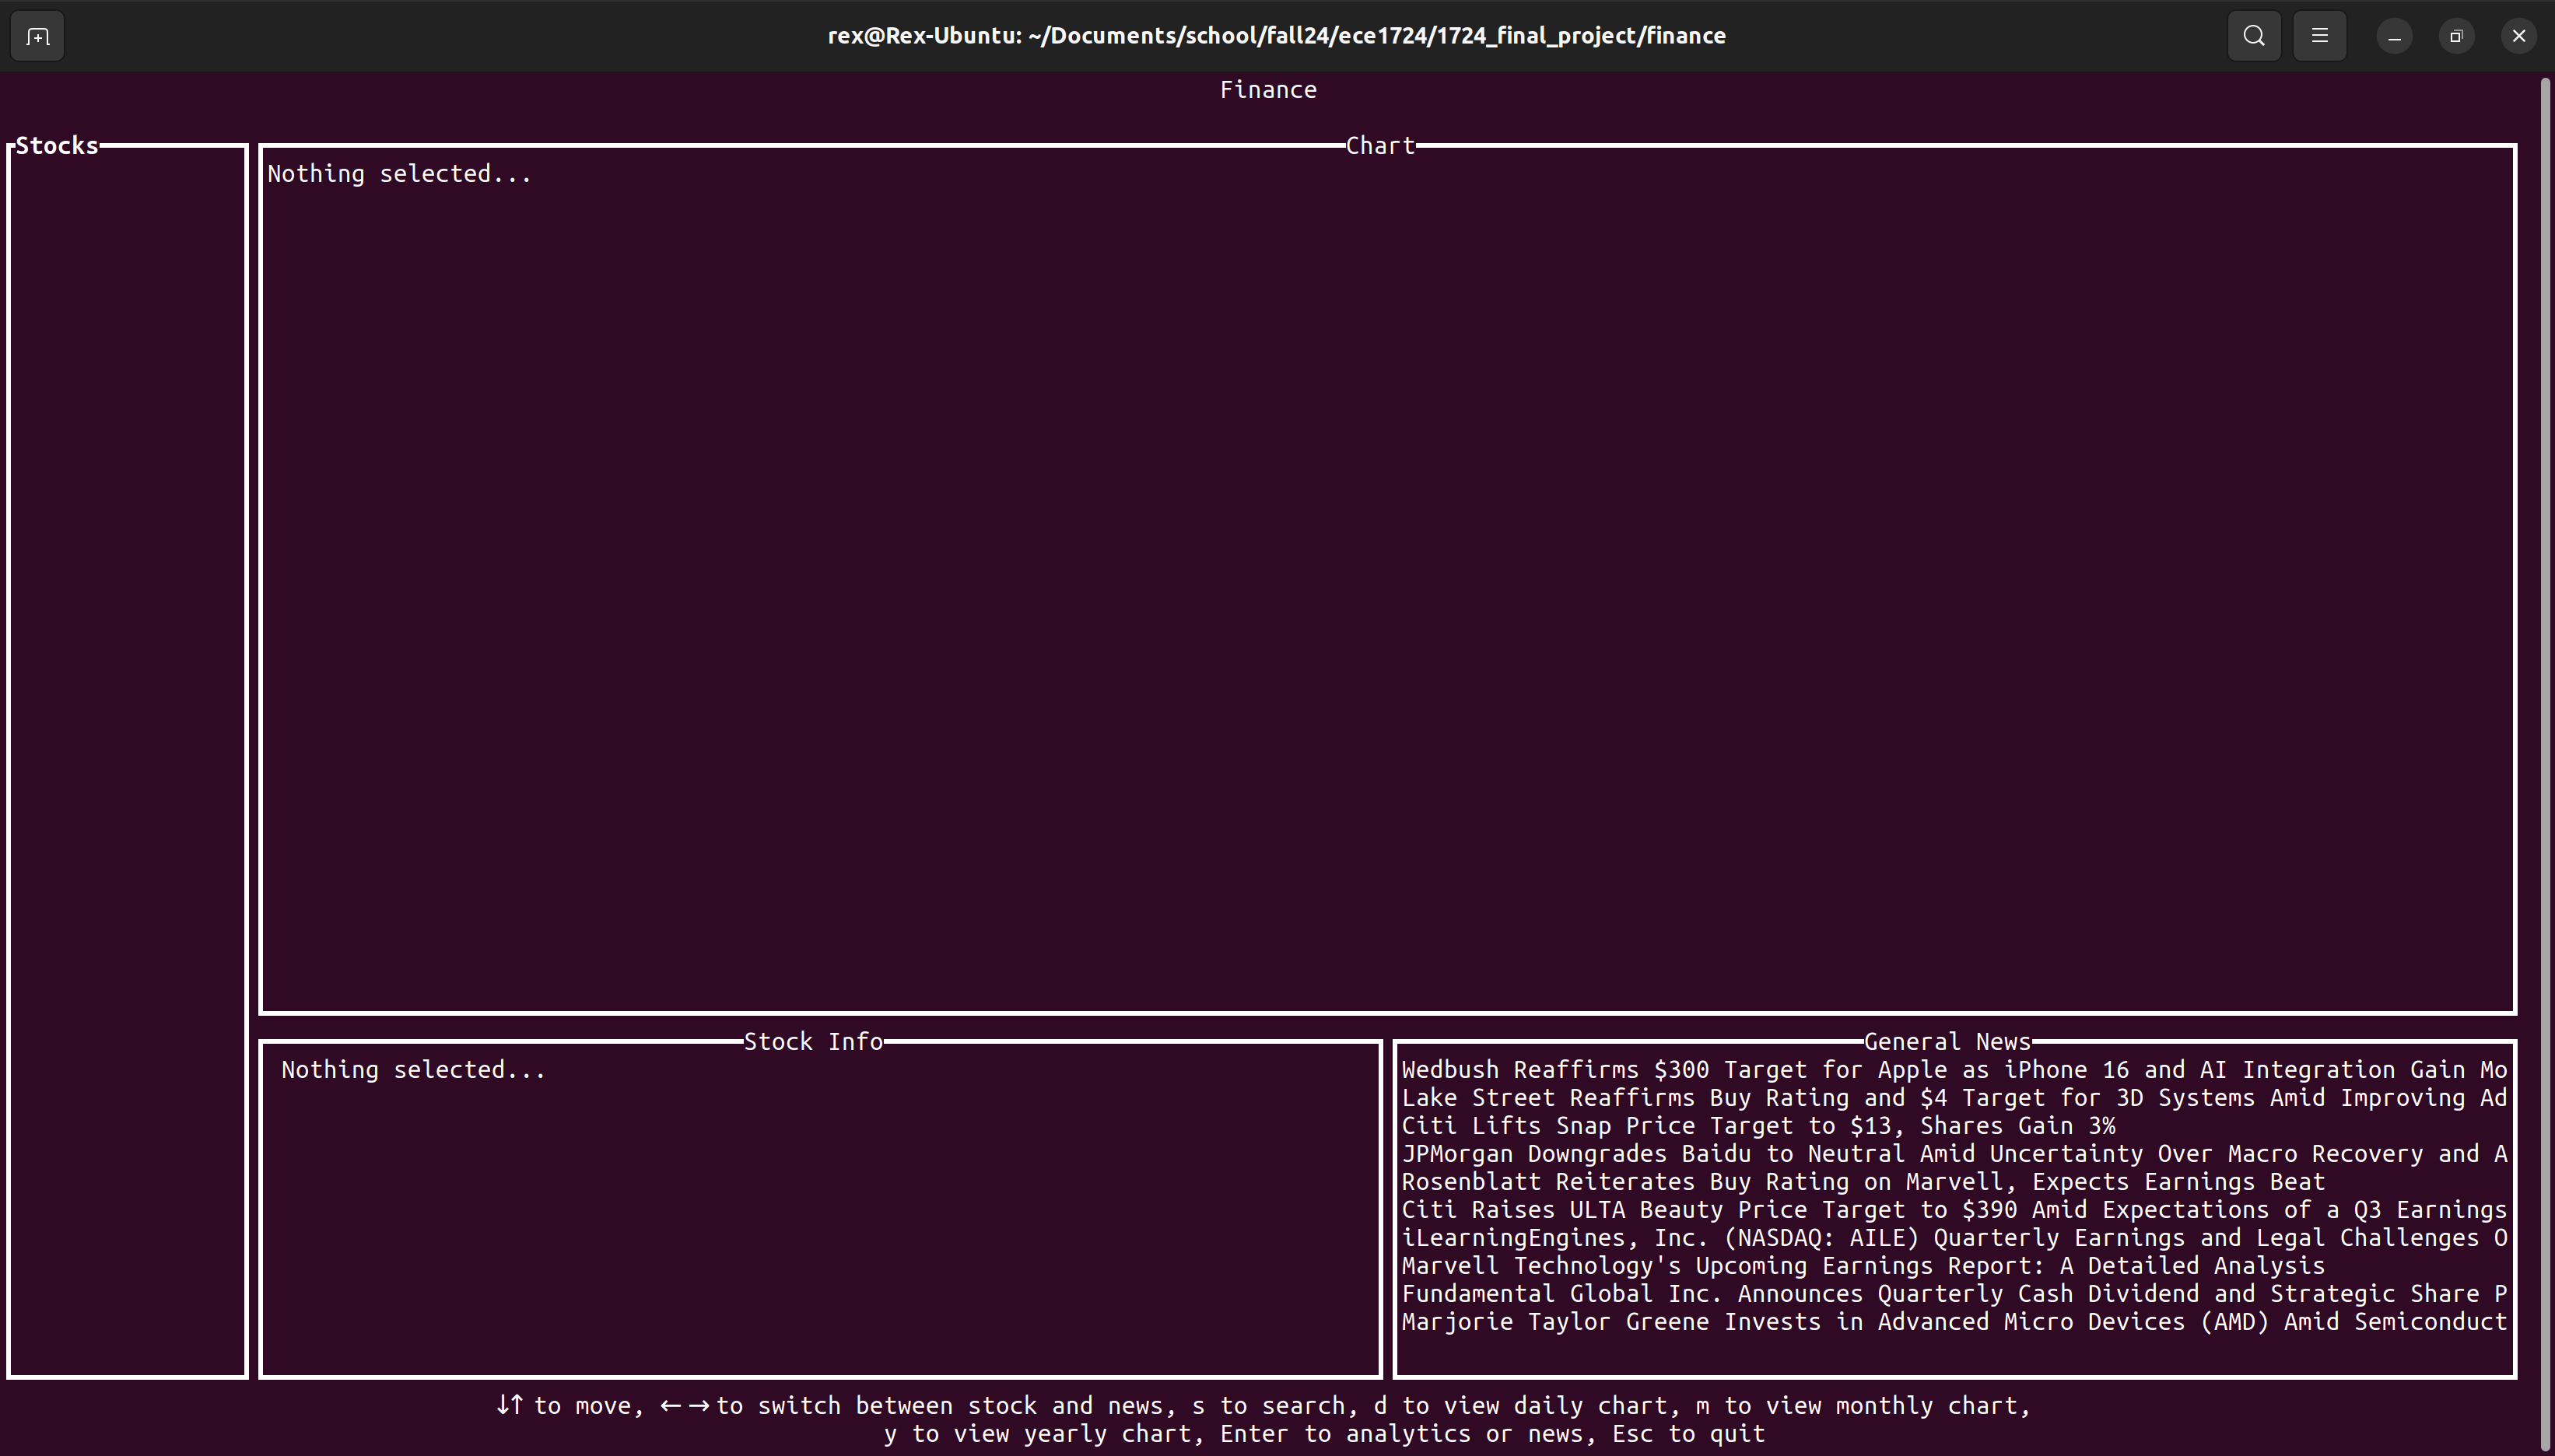 rex@Rex-Ubuntu: ~/Documents/school/fall24/ece1724/1724_final_project/finance
Finance
Stocks
Chart
Nothing selected...
Stock Info
Nothing selected...
General News
Wedbush Reaffirms $300 Target for Apple as iPhone 16 and AI Integration Gain Mo
Lake Street Reaffirms Buy Rating and $4 Target for 3D Systems Amid Improving Ad
Citi Lifts Snap Price Target to $13, Shares Gain 3%
JPMorgan Downgrades Baidu to Neutral Amid Uncertainty Over Macro Recovery and A
Rosenblatt Reiterates Buy Rating on Marvell, Expects Earnings Beat
Citi Raises ULTA Beauty Price Target to $390 Amid Expectations of a Q3 Earnings
iLearningEngines, Inc. (NASDAQ: AILE) Quarterly Earnings and Legal Challenges O
Marvell Technology's Upcoming Earnings Report: A Detailed Analysis
Fundamental Global Inc. Announces Quarterly Cash Dividend and Strategic Share P
Marjorie Taylor Greene Invests in Advanced Micro Devices (AMD) Amid Semiconduct
↓↑ to move, ← → to switch between stock and news, s to search, d to view daily chart, m to view monthly chart,
y to view yearly chart, Enter to analytics or news, Esc to quit